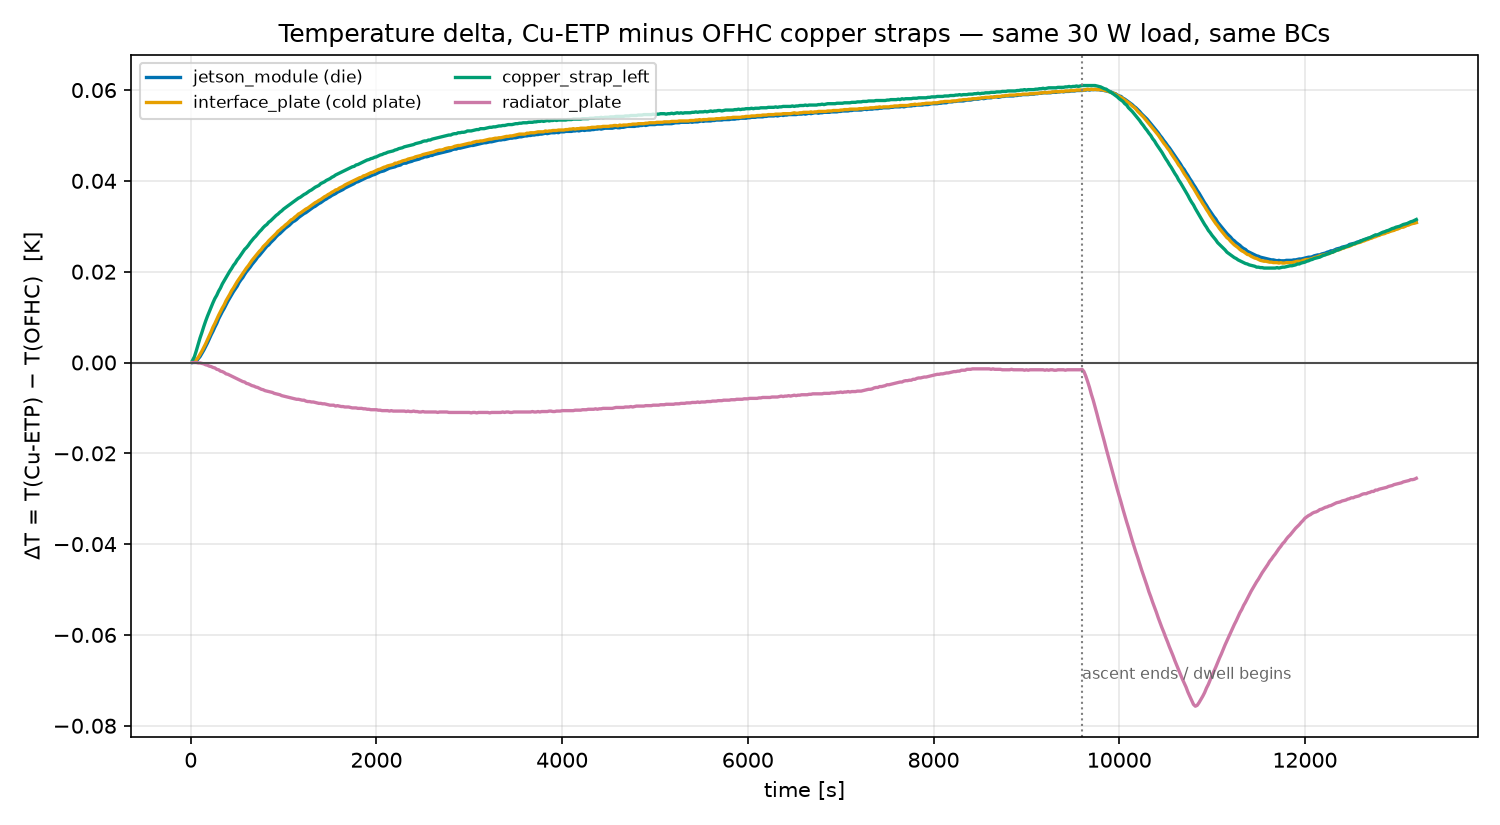 Temperature delta, Cu-ETP minus OFHC copper straps — same 30 W load, same BCs
jetson_module (die)
interface_plate (cold plate)
copper_strap_left
radiator_plate
ΔT = T(Cu-ETP) − T(OFHC) [K]
0.06
0.04
0.02
0.00
−0.02
−0.04
−0.06
−0.08
ascent ends / dwell begins
0 2000 4000 6000 8000 10000 12000
time [s]